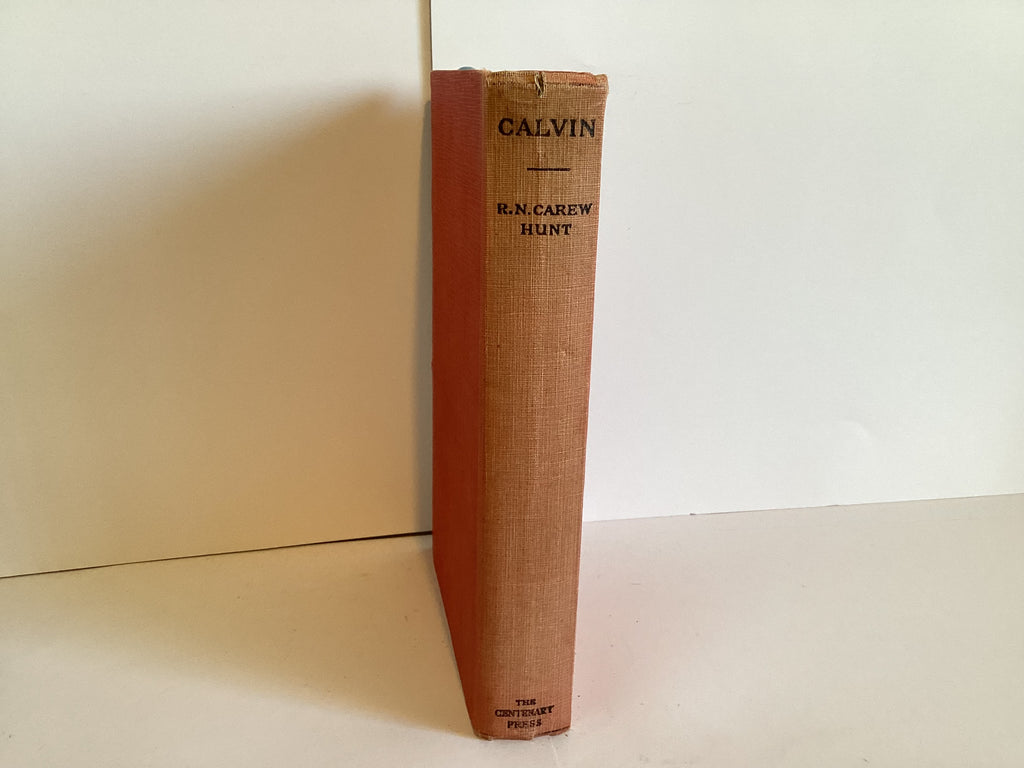 CALVIN
R.N. CAREW
HUNT
THE
CENTENARY
PRESS